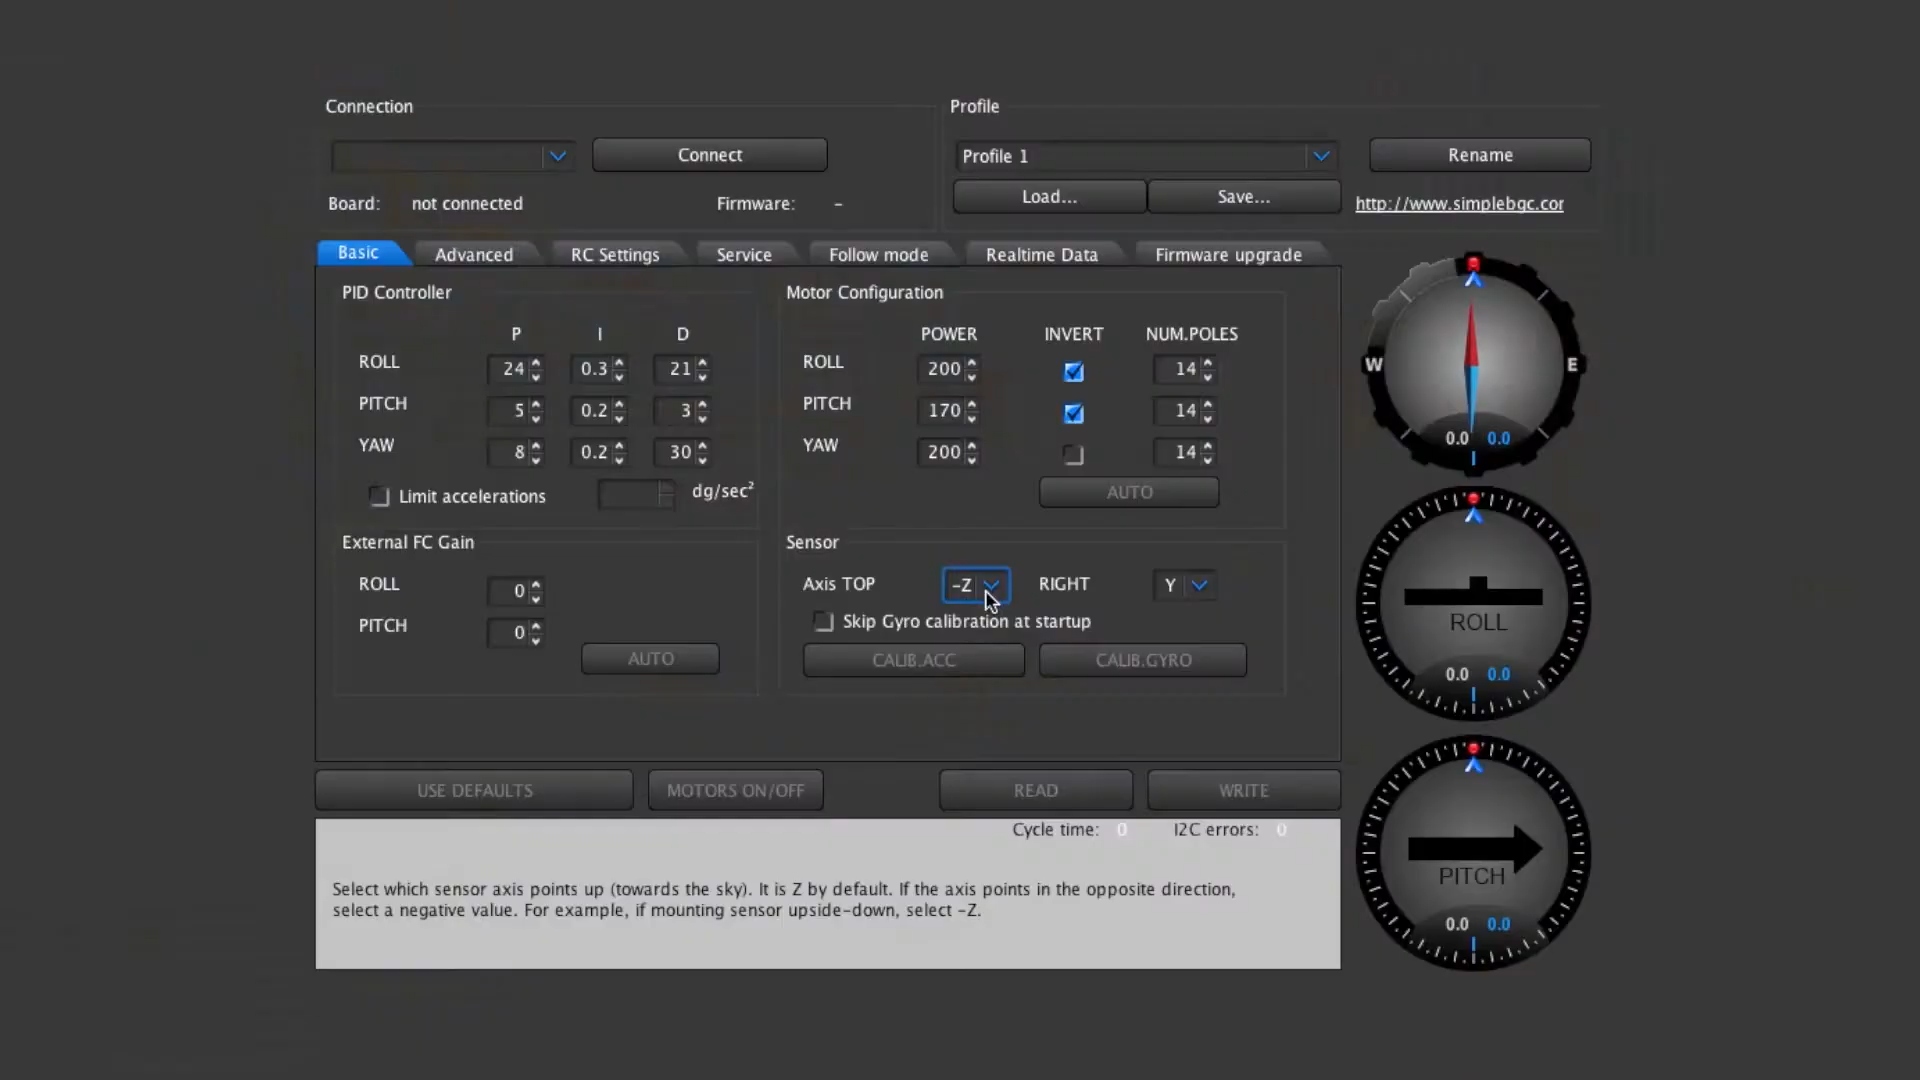 Connection
Profile
Connect
Profile 1
Rename
Load...
Save...
Board: not connected Firmware: -
http://www.simplebgc.cor
Basic Advanced RC Settings Service Follow mode Realtime Data Firmware upgrade
PID Controller
P I D
ROLL 24 0.3 21
PITCH 5 0.2 3
YAW 8 0.2 30
Limit accelerations dg/sec²
Motor Configuration
POWER INVERT NUM.POLES
ROLL 200 14
PITCH 170 14
YAW 200 14
AUTO
External FC Gain
ROLL 0
PITCH 0
AUTO
Sensor
Axis TOP -Z RIGHT Y
Skip Gyro calibration at startup
CALIB.ACC CALIB.GYRO
W E
0.0 0.0
ROLL
0.0 0.0
PITCH
0.0 0.0
USE DEFAULTS MOTORS ON/OFF READ WRITE
Cycle time: 0 I2C errors: 0
Select which sensor axis points up (towards the sky). It is Z by default. If the axis points in the opposite direction,
select a negative value. For example, if mounting sensor upside-down, select -Z.